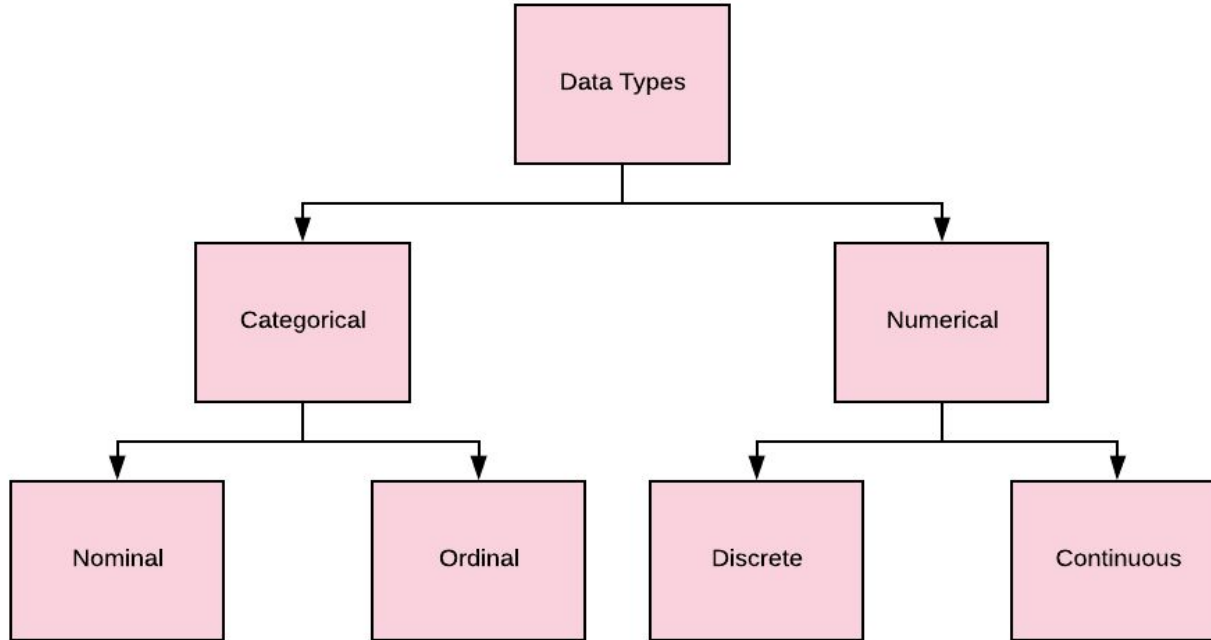 Data Types
Categorical
Numerical
Nominal
Ordinal
Discrete
Continuous